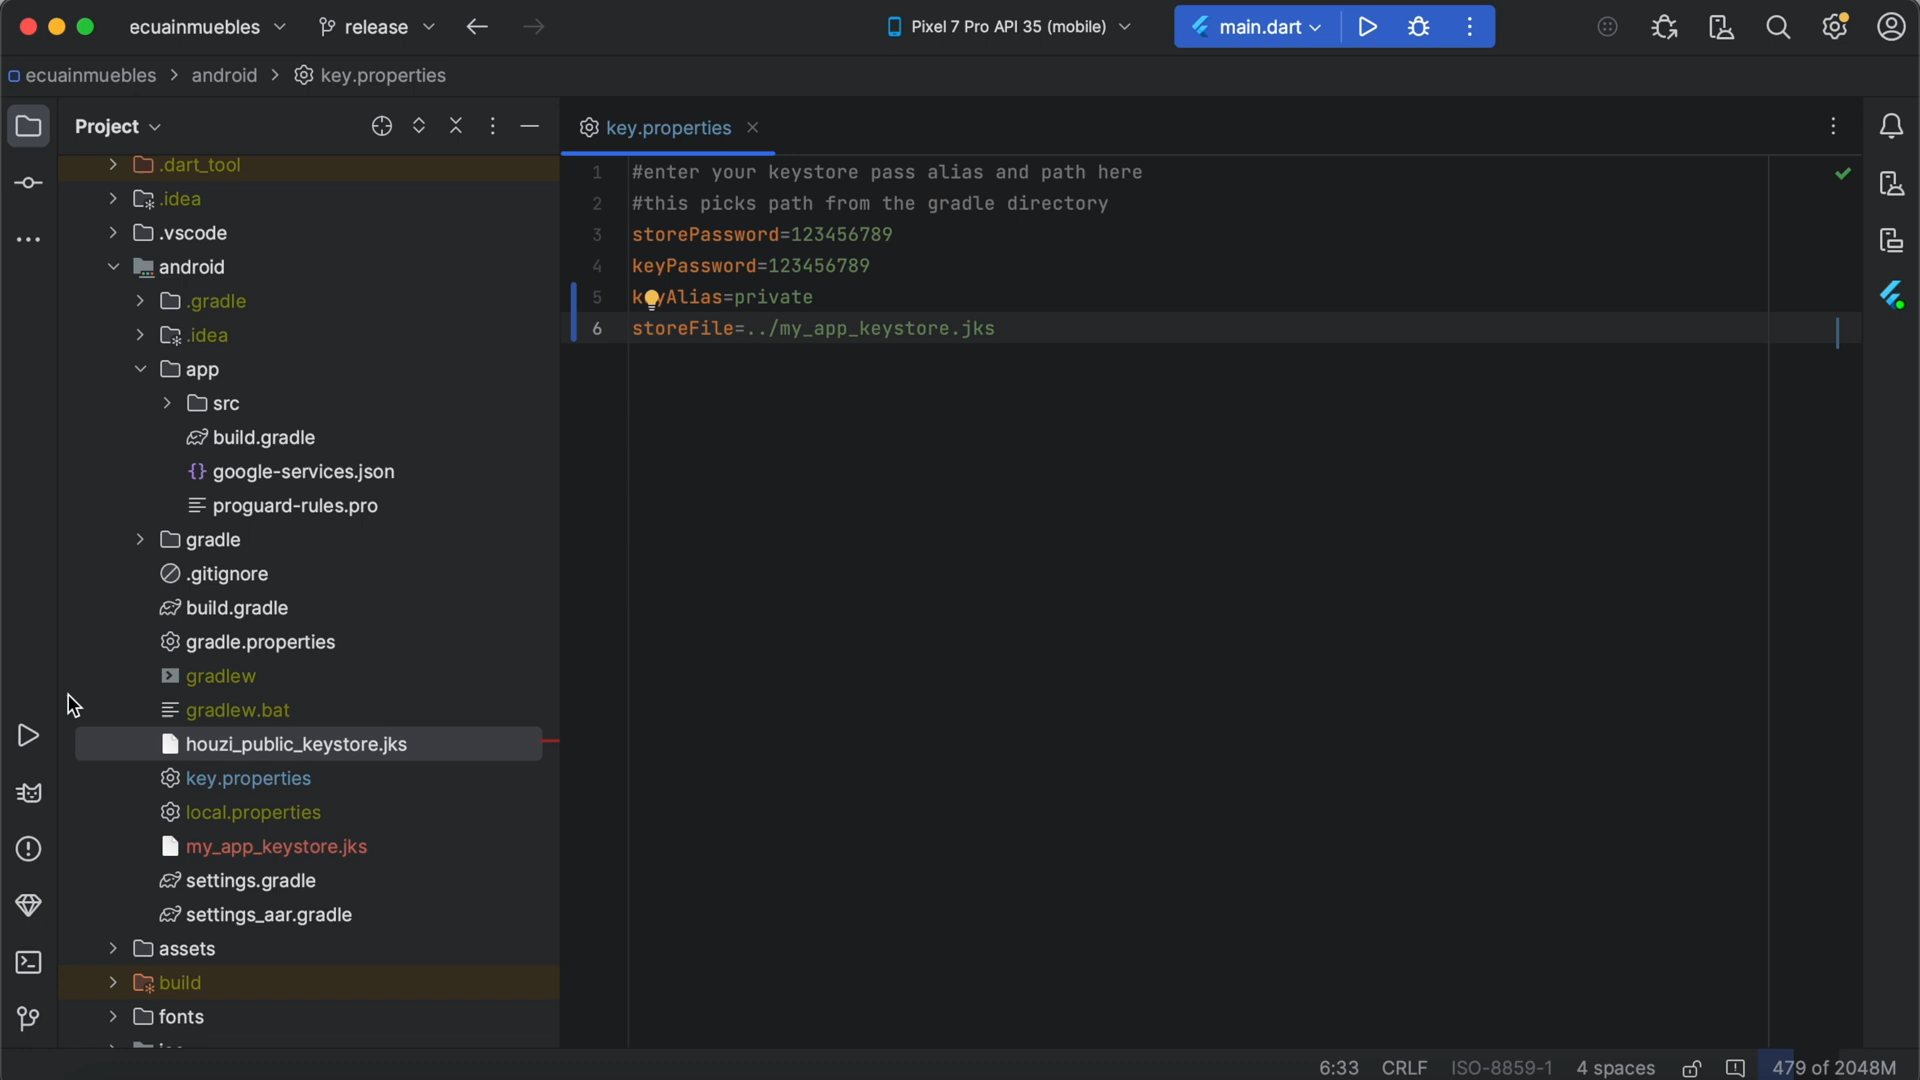 ecuainmuebles release Pixel 7 Pro API 35 (mobile) main.dart
ecuainmuebles > android > key.properties
Project
key.properties
.dart_tool
.idea
.vscode
android
.gradle
.idea
app
src
build.gradle
google-services.json
proguard-rules.pro
gradle
.gitignore
build.gradle
gradle.properties
gradlew
gradlew.bat
houzi_public_keystore.jks
key.properties
local.properties
my_app_keystore.jks
settings.gradle
settings_aar.gradle
assets
build
fonts
1 #enter your keystore pass alias and path here
2 #this picks path from the gradle directory
3 storePassword=123456789
4 keyPassword=123456789
5 keyAlias=private
6 storeFile=../my_app_keystore.jks
6:33 CRLF ISO-8859-1 4 spaces 479 of 2048M